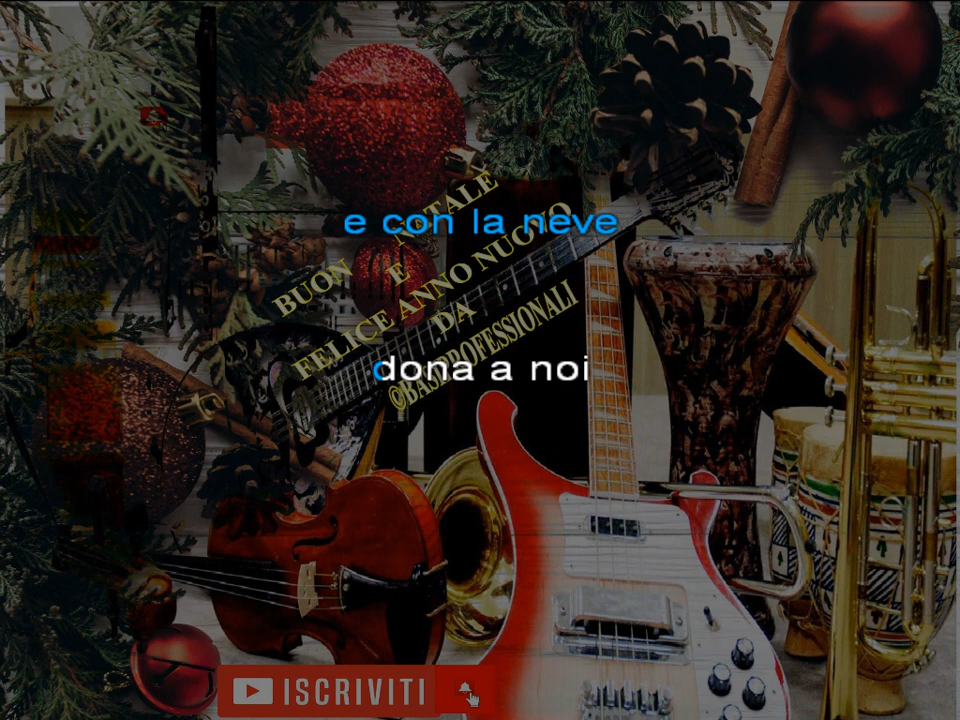 e con la neve
dona a noi
BUON NATALE
E
FELICE ANNO NUOVO
DA
©BASIPROFESSIONALI
ISCRIVITI